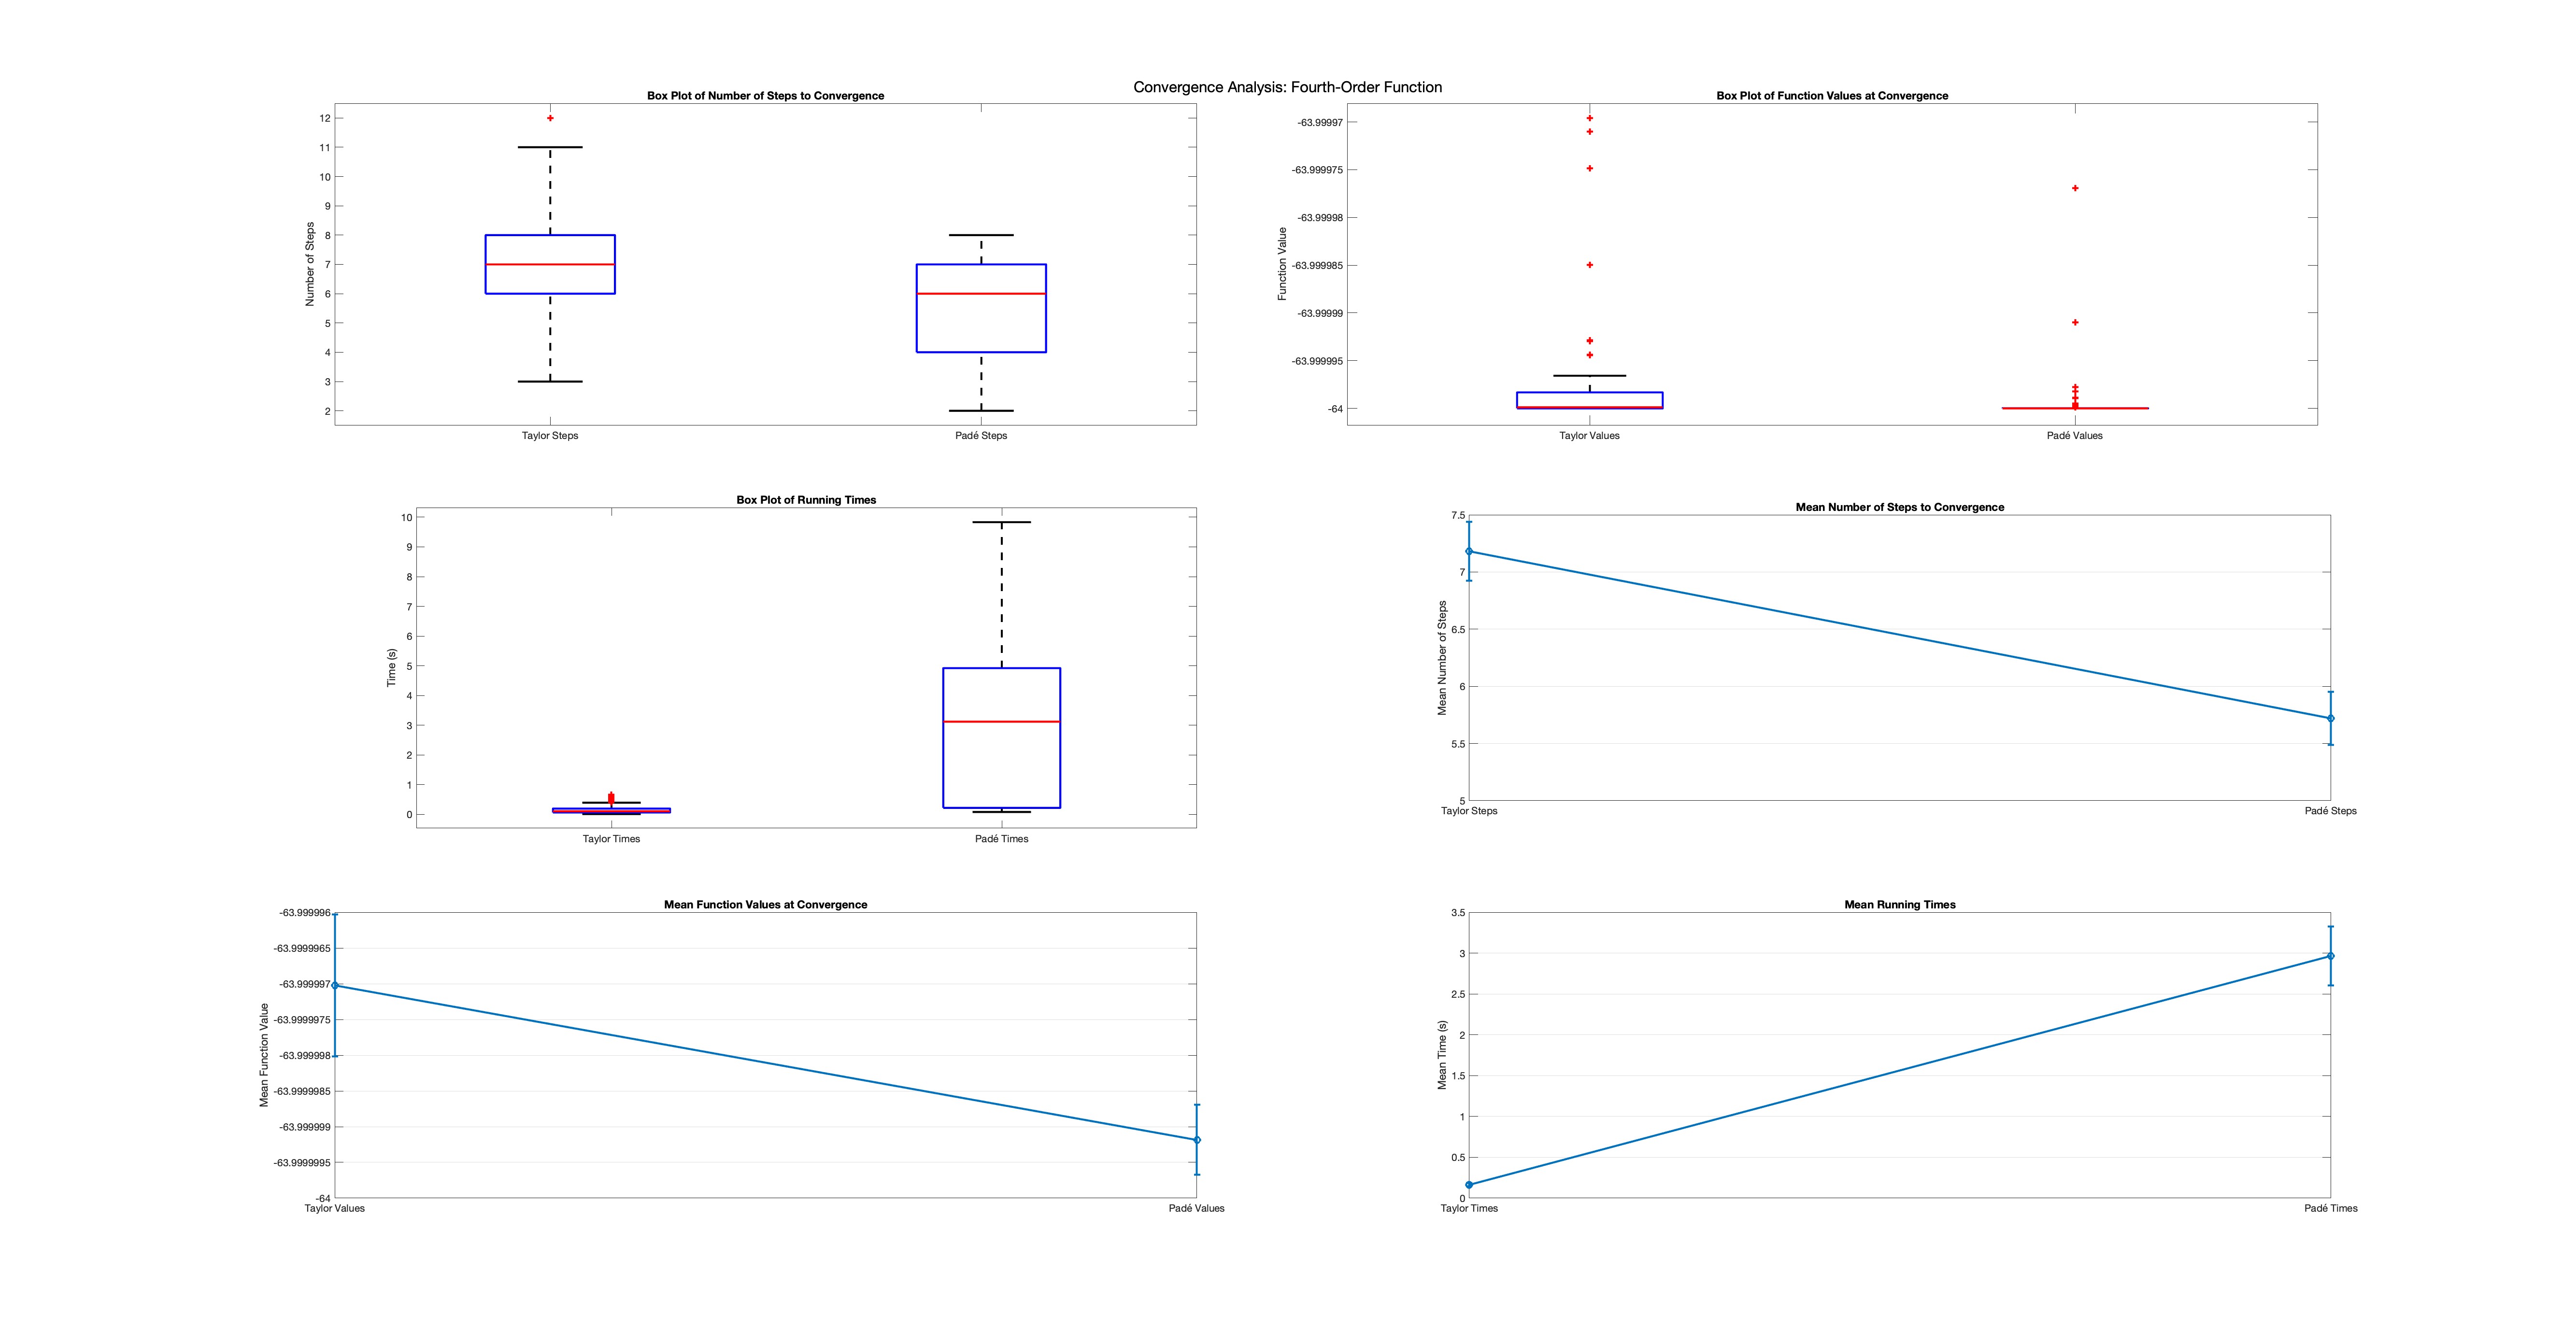 Convergence Analysis: Fourth-Order Function
Box Plot of Number of Steps to Convergence
Number of Steps
12
11
10
9
8
7
6
5
4
3
2
Taylor Steps
Padé Steps
Box Plot of Function Values at Convergence
Function Value
-63.99997
-63.999975
-63.99998
-63.999985
-63.99999
-63.999995
-64
Taylor Values
Padé Values
Box Plot of Running Times
Time (s)
10
9
8
7
6
5
4
3
2
1
0
Taylor Times
Padé Times
Mean Number of Steps to Convergence
Mean Number of Steps
7.5
7
6.5
6
5.5
5
Taylor Steps
Padé Steps
Mean Function Values at Convergence
Mean Function Value
-63.999996
-63.9999965
-63.999997
-63.9999975
-63.999998
-63.9999985
-63.999999
-63.9999995
-64
Taylor Values
Padé Values
Mean Running Times
Mean Time (s)
3.5
3
2.5
2
1.5
1
0.5
0
Taylor Times
Padé Times